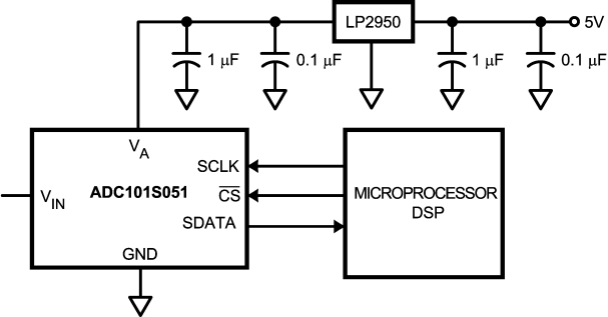 LP2950
5V
1 μF
0.1 μF
1 μF
0.1 μF
VA
SCLK
VIN
ADC101S051
CS
SDATA
GND
MICROPROCESSOR
DSP